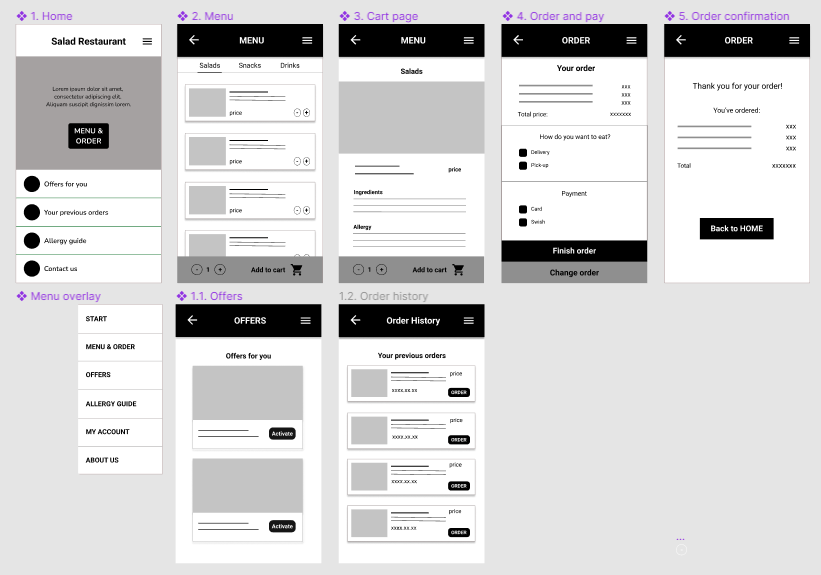 1. Home
Salad Restaurant
Lorem ipsum dolor sit amet,
consectetur adipiscing elit.
Aliquam suscipit dignissim lorem.
MENU &
ORDER
Offers for you
Your previous orders
Allergy guide
Contact us
2. Menu
MENU
Salads Snacks Drinks
price
- +
price
- +
price
- +
- 1 + Add to cart
3. Cart page
MENU
Salads
price
Ingredients
Allergy
- 1 + Add to cart
4. Order and pay
ORDER
Your order
xxx
xxx
xxx
Total price: xxxxxxx
How do you want to eat?
Delivery
Pick-up
Payment
Card
Swish
Finish order
Change order
5. Order confirmation
ORDER
Thank you for your order!
You've ordered:
xxx
xxx
xxx
Total xxxxxxx
Back to HOME
Menu overlay
START
MENU & ORDER
OFFERS
ALLERGY GUIDE
MY ACCOUNT
ABOUT US
1.1. Offers
OFFERS
Offers for you
Activate
Activate
1.2. Order history
Order History
Your previous orders
price
xxxx.xx.xx ORDER
price
xxxx.xx.xx ORDER
price
xxxx.xx.xx ORDER
price
xxxx.xx.xx ORDER
...